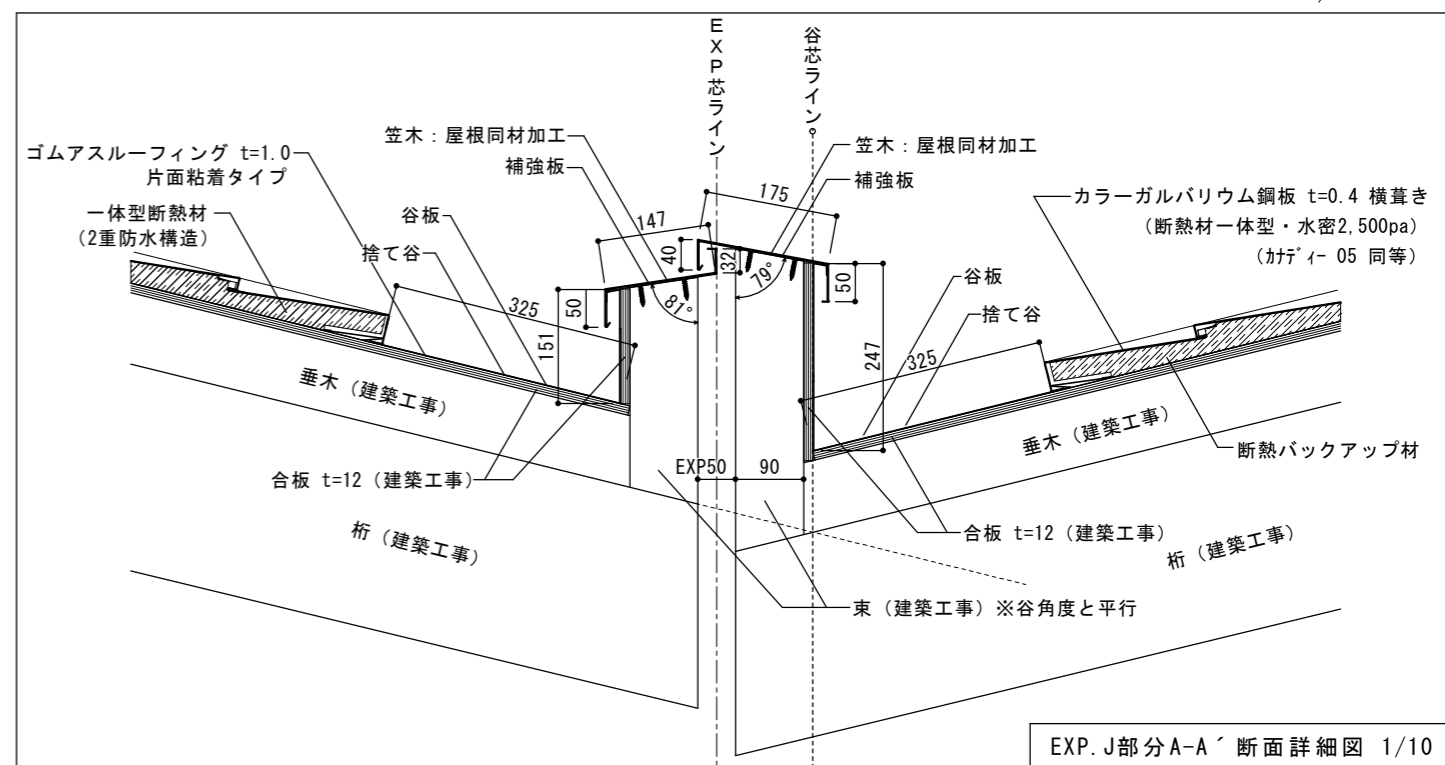 EXP芯ライン
谷芯ライン
笠木：屋根同材加工
補強板
ゴムアスルーフィング t=1.0
片面粘着タイプ
一体型断熱材
（2重防水構造）
谷板
捨て谷
笠木：屋根同材加工
補強板
カラーガルバリウム鋼板 t=0.4 横葺き
（断熱材一体型・水密2,500pa）
（ｶﾅﾃﾞｨｰ 05 同等）
谷板
捨て谷
147
175
40
32
50
50
81°
79°
325
151
247
325
垂木（建築工事）
垂木（建築工事）
断熱バックアップ材
EXP50
90
合板 t=12（建築工事）
合板 t=12（建築工事）
桁（建築工事）
桁（建築工事）
束（建築工事）※谷角度と平行
EXP.J部分A-A´断面詳細図 1/10